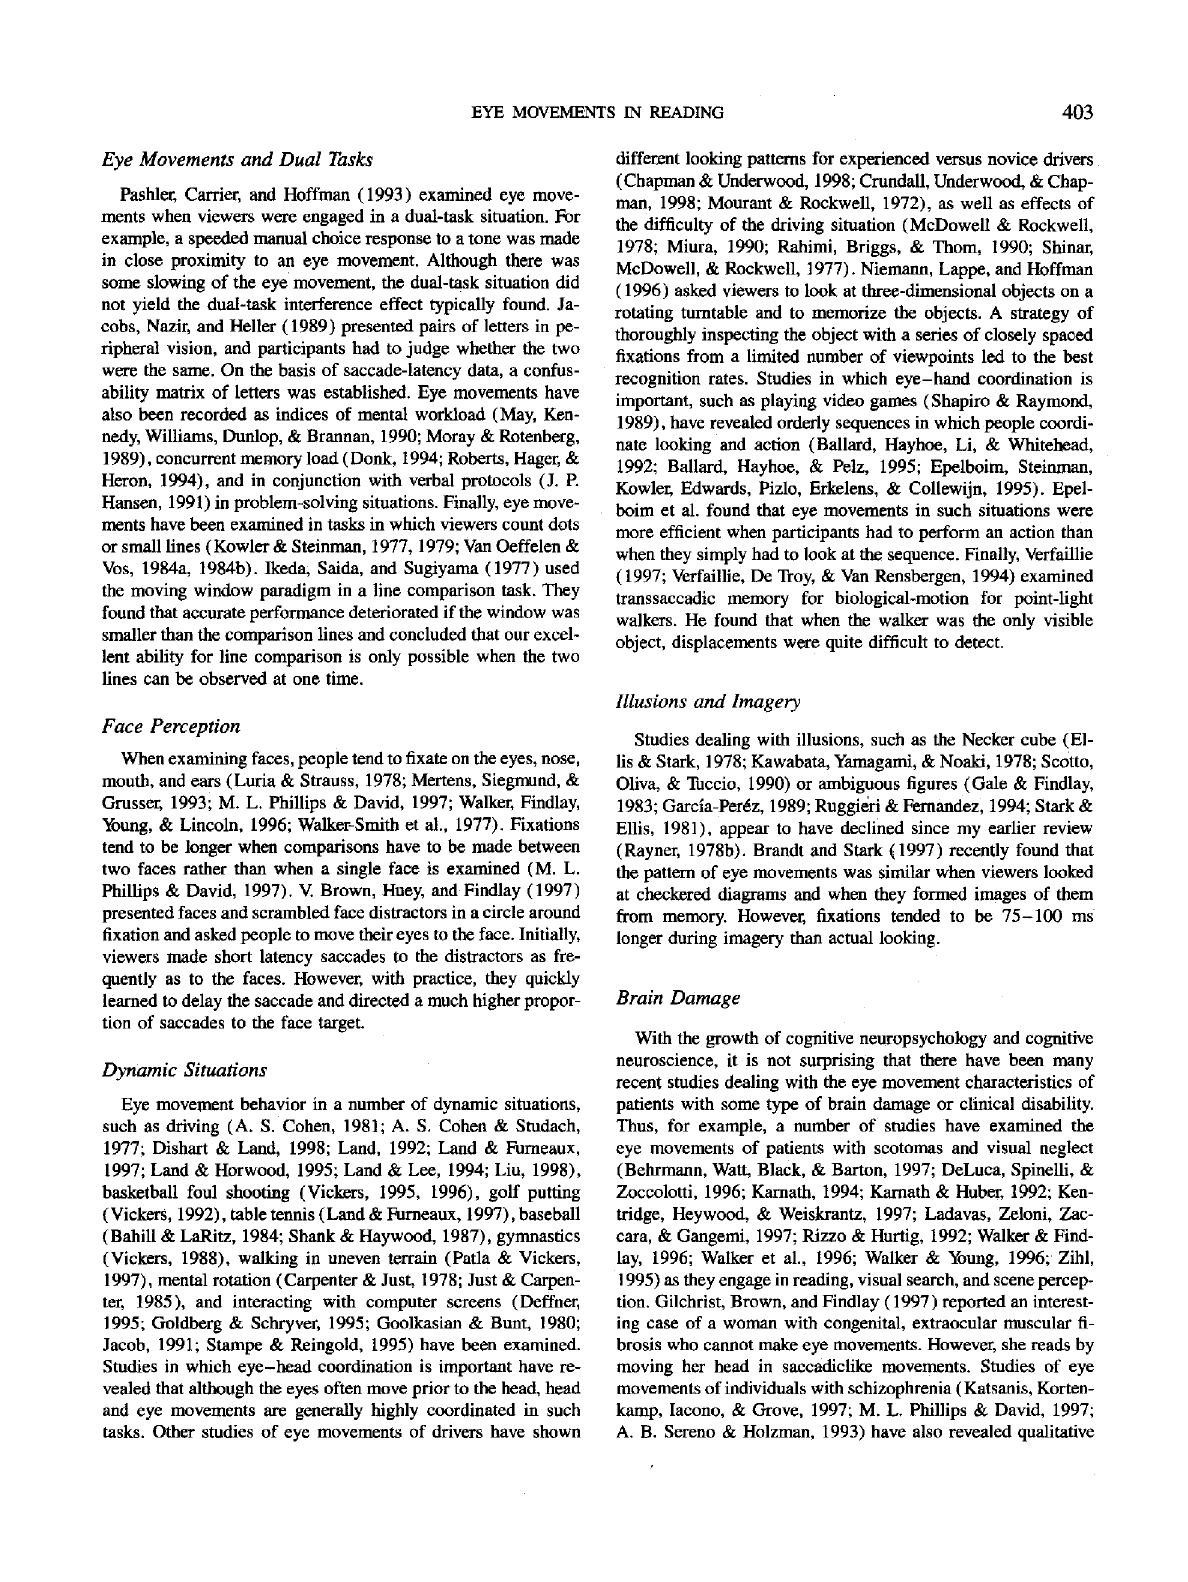 EYE MOVEMENTS IN READING
403
Eye Movements and Dual Tasks
Pashler, Carrier, and Hoffman (1993) examined eye move-
ments when viewers were engaged in a dual-task situation. For
example, a speeded manual choice response to a tone was made
in close proximity to an eye movement. Although there was
some slowing of the eye movement, the dual-task situation did
not yield the dual-task interference effect typically found. Ja-
cobs, Nazir, and Heller (1989) presented pairs of letters in pe-
ripheral vision, and participants had to judge whether the two
were the same. On the basis of saccade-latency data, a confus-
ability matrix of letters was established. Eye movements have
also been recorded as indices of mental workload (May, Ken-
nedy, Williams, Dunlop, & Brannan, 1990; Moray & Rotenberg,
1989), concurrent memory load (Donk, 1994; Roberts, Hager, &
Heron, 1994), and in conjunction with verbal protocols (J. P.
Hansen, 1991) in problem-solving situations. Finally, eye move-
ments have been examined in tasks in which viewers count dots
or small lines (Kowler & Steinman, 1977, 1979; Van Oeffelen &
Vos, 1984a, 1984b). Ikeda, Saida, and Sugiyama (1977) used
the moving window paradigm in a line comparison task. They
found that accurate performance deteriorated if the window was
smaller than the comparison lines and concluded that our excel-
lent ability for line comparison is only possible when the two
lines can be observed at one time.
Face Perception
When examining faces, people tend to fixate on the eyes, nose,
mouth, and ears (Luria & Strauss, 1978; Mertens, Siegmund, &
Grusser, 1993; M. L. Phillips & David, 1997; Walker, Findlay,
Young, & Lincoln, 1996; Walker-Smith et al., 1977). Fixations
tend to be longer when comparisons have to be made between
two faces rather than when a single face is examined (M. L.
Phillips & David, 1997). V. Brown, Huey, and Findlay (1997)
presented faces and scrambled face distractors in a circle around
fixation and asked people to move their eyes to the face. Initially,
viewers made short latency saccades to the distractors as fre-
quently as to the faces. However, with practice, they quickly
learned to delay the saccade and directed a much higher propor-
tion of saccades to the face target.
Dynamic Situations
Eye movement behavior in a number of dynamic situations,
such as driving (A. S. Cohen, 1981; A. S. Cohen & Studach,
1977; Dishart & Land, 1998; Land, 1992; Land & Furneaux,
1997; Land & Horwood, 1995; Land & Lee, 1994; Liu, 1998),
basketball foul shooting (Vickers, 1995, 1996), golf putting
(Vickers, 1992), table tennis (Land & Furneaux, 1997), baseball
(Bahill & LaRitz, 1984; Shank & Haywood, 1987), gymnastics
(Vickers, 1988), walking in uneven terrain (Patla & Vickers,
1997), mental rotation (Carpenter & Just, 1978; Just & Carpen-
ter, 1985), and interacting with computer screens (Deffner,
1995; Goldberg & Schryver, 1995; Goolkasian & Bunt, 1980;
Jacob, 1991; Stampe & Reingold, 1995) have been examined.
Studies in which eye–head coordination is important have re-
vealed that although the eyes often move prior to the head, head
and eye movements are generally highly coordinated in such
tasks. Other studies of eye movements of drivers have shown
different looking patterns for experienced versus novice drivers
(Chapman & Underwood, 1998; Crundall, Underwood, & Chap-
man, 1998; Mourant & Rockwell, 1972), as well as effects of
the difficulty of the driving situation (McDowell & Rockwell,
1978; Miura, 1990; Rahimi, Briggs, & Thom, 1990; Shinar,
McDowell, & Rockwell, 1977). Niemann, Lappe, and Hoffman
(1996) asked viewers to look at three-dimensional objects on a
rotating turntable and to memorize the objects. A strategy of
thoroughly inspecting the object with a series of closely spaced
fixations from a limited number of viewpoints led to the best
recognition rates. Studies in which eye–hand coordination is
important, such as playing video games (Shapiro & Raymond,
1989), have revealed orderly sequences in which people coordi-
nate looking and action (Ballard, Hayhoe, Li, & Whitehead,
1992; Ballard, Hayhoe, & Pelz, 1995; Epelboim, Steinman,
Kowler, Edwards, Pizlo, Erkelens, & Collewijn, 1995). Epel-
boim et al. found that eye movements in such situations were
more efficient when participants had to perform an action than
when they simply had to look at the sequence. Finally, Verfaillie
(1997; Verfaillie, De Troy, & Van Rensbergen, 1994) examined
transsaccadic memory for biological-motion for point-light
walkers. He found that when the walker was the only visible
object, displacements were quite difficult to detect.
Illusions and Imagery
Studies dealing with illusions, such as the Necker cube (El-
lis & Stark, 1978; Kawabata, Yamagami, & Noaki, 1978; Scotto,
Oliva, & Tuccio, 1990) or ambiguous figures (Gale & Findlay,
1983; García-Peréz, 1989; Ruggieri & Fernandez, 1994; Stark &
Ellis, 1981), appear to have declined since my earlier review
(Rayner, 1978b). Brandt and Stark (1997) recently found that
the pattern of eye movements was similar when viewers looked
at checkered diagrams and when they formed images of them
from memory. However, fixations tended to be 75–100 ms
longer during imagery than actual looking.
Brain Damage
With the growth of cognitive neuropsychology and cognitive
neuroscience, it is not surprising that there have been many
recent studies dealing with the eye movement characteristics of
patients with some type of brain damage or clinical disability.
Thus, for example, a number of studies have examined the
eye movements of patients with scotomas and visual neglect
(Behrmann, Watt, Black, & Barton, 1997; DeLuca, Spinelli, &
Zoccolotti, 1996; Karnath, 1994; Karnath & Huber, 1992; Ken-
tridge, Heywood, & Weiskrantz, 1997; Ladavas, Zeloni, Zac-
cara, & Gangemi, 1997; Rizzo & Hurtig, 1992; Walker & Find-
lay, 1996; Walker et al., 1996; Walker & Young, 1996; Zihl,
1995) as they engage in reading, visual search, and scene percep-
tion. Gilchrist, Brown, and Findlay (1997) reported an interest-
ing case of a woman with congenital, extraocular muscular fi-
brosis who cannot make eye movements. However, she reads by
moving her head in saccadiclike movements. Studies of eye
movements of individuals with schizophrenia (Katsanis, Korten-
kamp, Iacono, & Grove, 1997; M. L. Phillips & David, 1997;
A. B. Sereno & Holzman, 1993) have also revealed qualitative